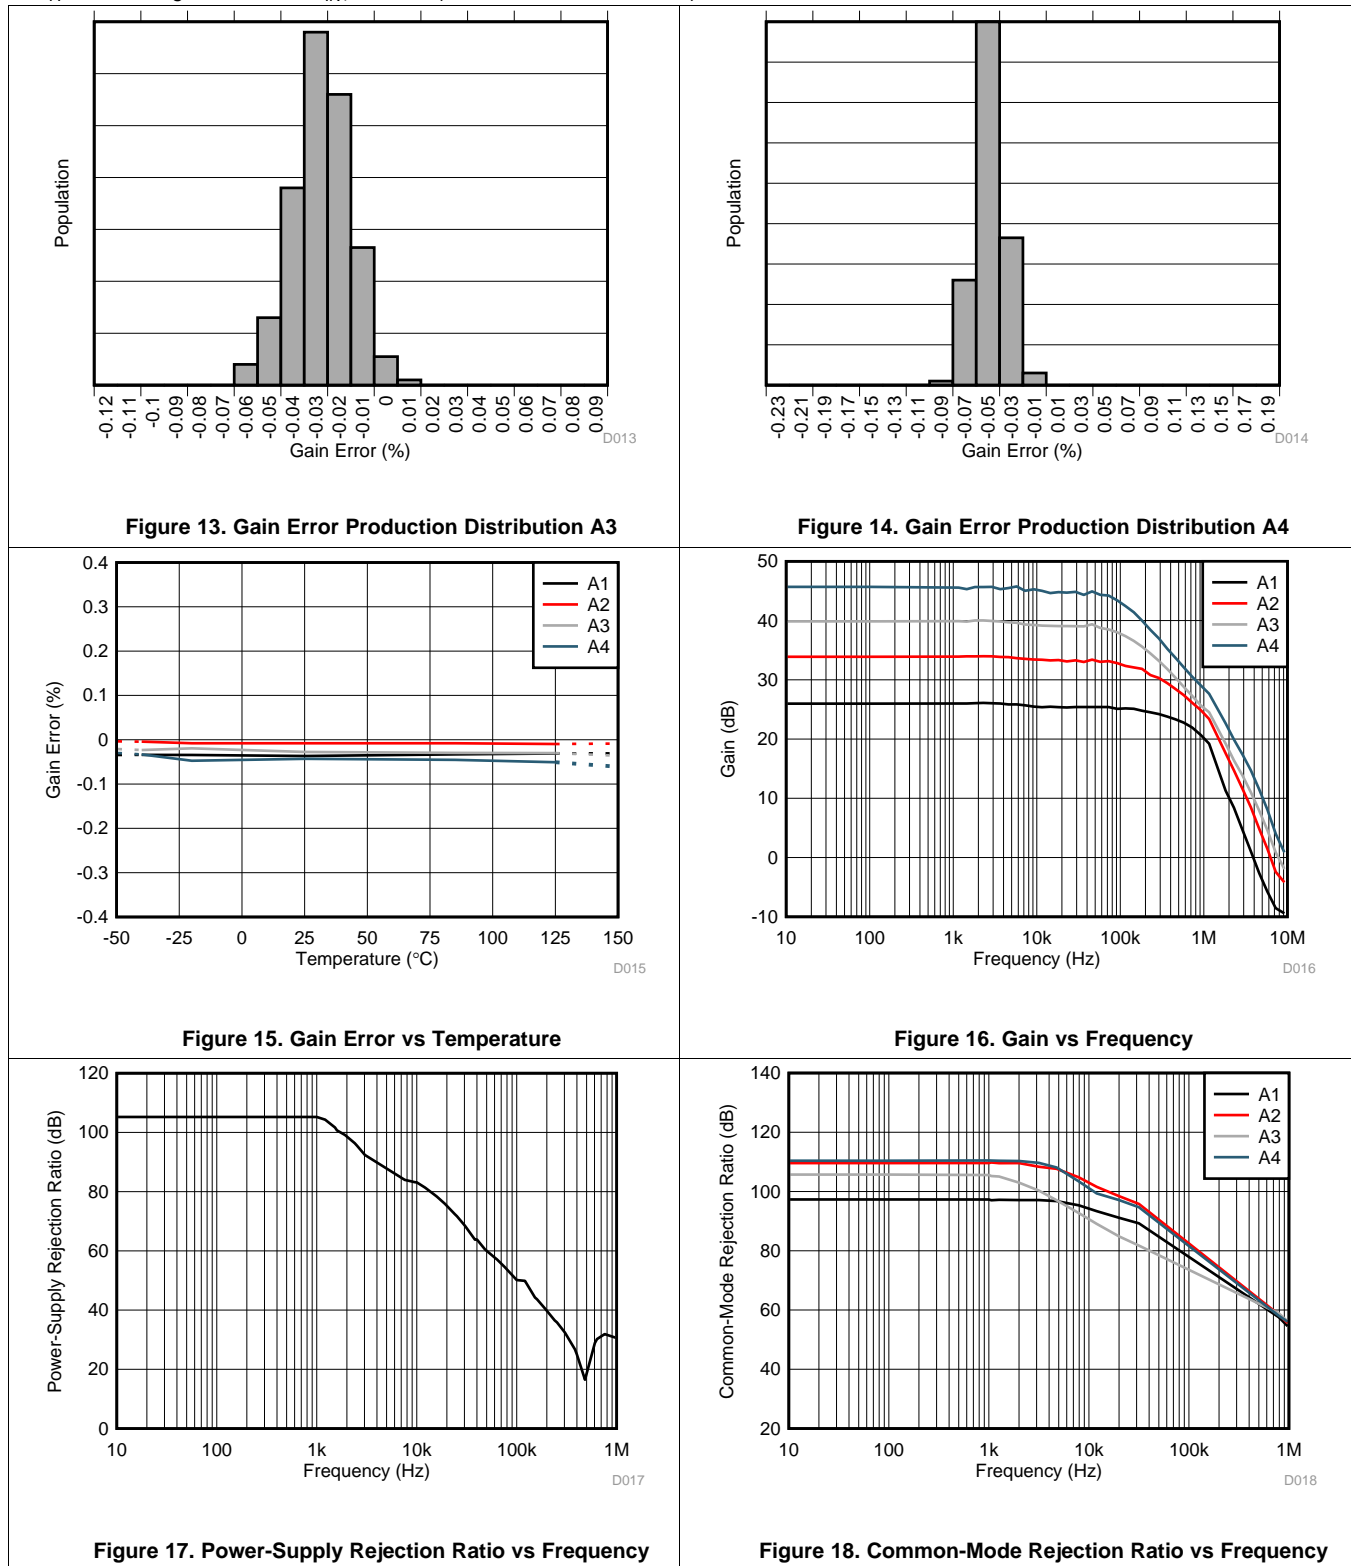 Population
-0.12
-0.11
-0.1
-0.09
-0.08
-0.07
-0.06
-0.05
-0.04
-0.03
-0.02
-0.01
0
0.01
0.02
0.03
0.04
0.05
0.06
0.07
0.08
0.09
D013
Gain Error (%)
Figure 13. Gain Error Production Distribution A3
Population
-0.23
-0.21
-0.19
-0.17
-0.15
-0.13
-0.11
-0.09
-0.07
-0.05
-0.03
-0.01
0.01
0.03
0.05
0.07
0.09
0.11
0.13
0.15
0.17
0.19
D014
Gain Error (%)
Figure 14. Gain Error Production Distribution A4
Gain Error (%)
0.4
0.3
0.2
0.1
0
-0.1
-0.2
-0.3
-0.4
A1
A2
A3
A4
-50 -25 0 25 50 75 100 125 150
Temperature (°C)
D015
Figure 15. Gain Error vs Temperature
Gain (dB)
50
40
30
20
10
0
-10
A1
A2
A3
A4
10 100 1k 10k 100k 1M 10M
Frequency (Hz)
D016
Figure 16. Gain vs Frequency
Power-Supply Rejection Ratio (dB)
120
100
80
60
40
20
0
10 100 1k 10k 100k 1M
Frequency (Hz)
D017
Figure 17. Power-Supply Rejection Ratio vs Frequency
Common-Mode Rejection Ratio (dB)
140
120
100
80
60
40
20
A1
A2
A3
A4
10 100 1k 10k 100k 1M
Frequency (Hz)
D018
Figure 18. Common-Mode Rejection Ratio vs Frequency